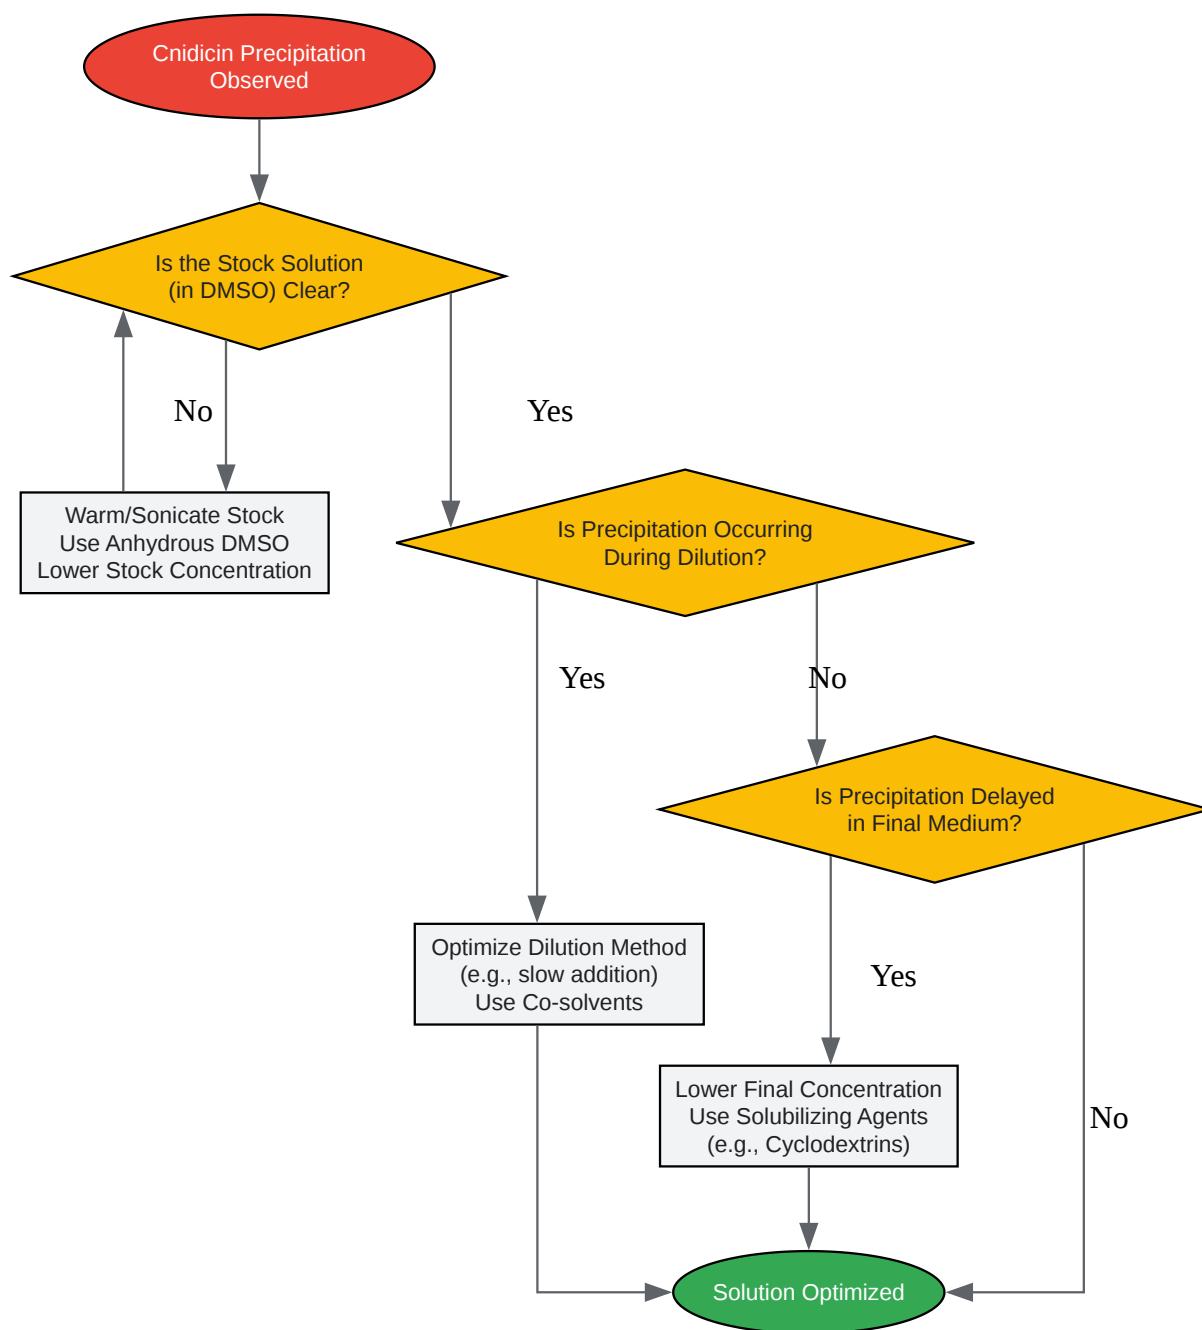 Cnidicin Precipitation
Observed
Is the Stock Solution
(in DMSO) Clear?
No
Yes
Warm/Sonicate Stock
Use Anhydrous DMSO
Lower Stock Concentration
Is Precipitation Occurring
During Dilution?
Yes
No
Is Precipitation Delayed
in Final Medium?
Optimize Dilution Method
(e.g., slow addition)
Use Co-solvents
Yes
Lower Final Concentration
Use Solubilizing Agents
(e.g., Cyclodextrins)
No
Solution Optimized